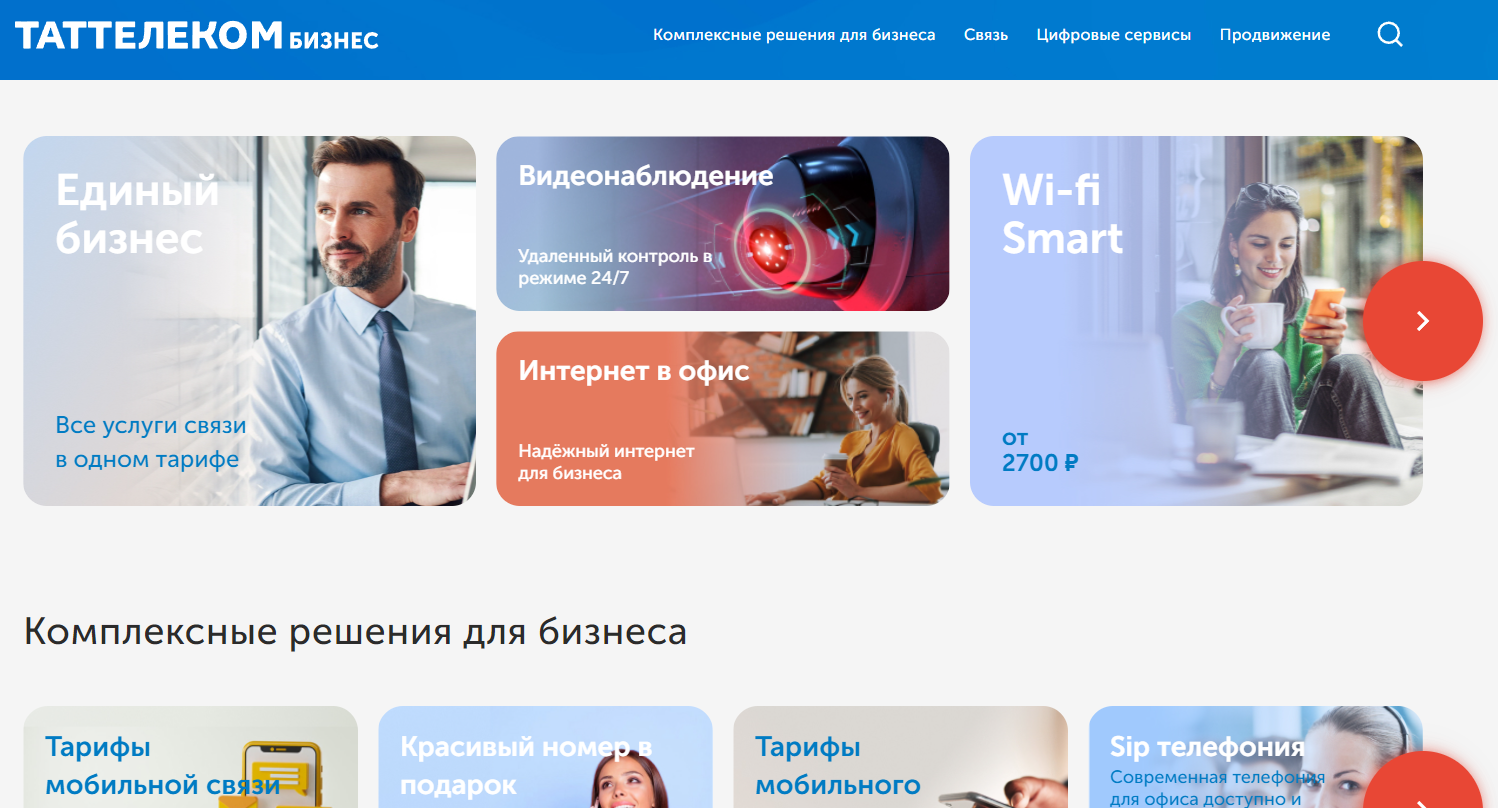 ТАТТЕЛЕКОМ БИЗНЕС
Комплексные решения для бизнеса Связь Цифровые сервисы Продвижение
Единый
бизнес
Все услуги связи
в одном тарифе
Видеонаблюдение
Удаленный контроль в
режиме 24/7
Интернет в офис
Надёжный интернет
для бизнеса
Wi-fi
Smart
от
2700 ₽
Комплексные решения для бизнеса
Тарифы
мобильной связи
Красивый номер в
подарок
Тарифы
мобильного
Sip телефония
Современная телефония
для офиса доступно и